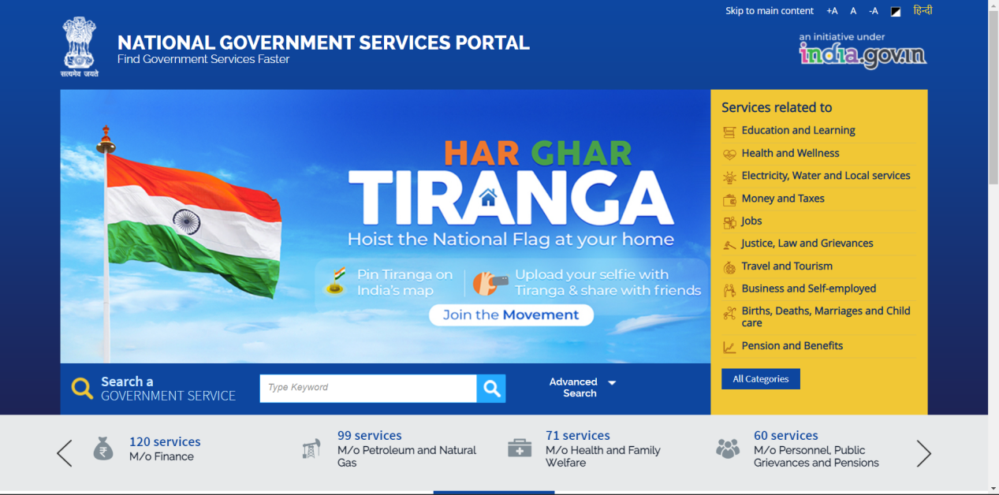 Skip to main content +A A -A हिन्दी
NATIONAL GOVERNMENT SERVICES PORTAL
Find Government Services Faster
सत्यमेव जयते
an initiative under
india.gov.in
HAR GHAR
TIRANGA
Hoist the National Flag at your home
Pin Tiranga on
India's map
Upload your selfie with
Tiranga & share with friends
Join the Movement
Services related to
Education and Learning
Health and Wellness
Electricity, Water and Local services
Money and Taxes
Jobs
Justice, Law and Grievances
Travel and Tourism
Business and Self-employed
Births, Deaths, Marriages and Child
care
Pension and Benefits
All Categories
Search a
GOVERNMENT SERVICE
Type Keyword
Advanced
Search
120 services
M/o Finance
99 services
M/o Petroleum and Natural
Gas
71 services
M/o Health and Family
Welfare
60 services
M/o Personnel, Public
Grievances and Pensions